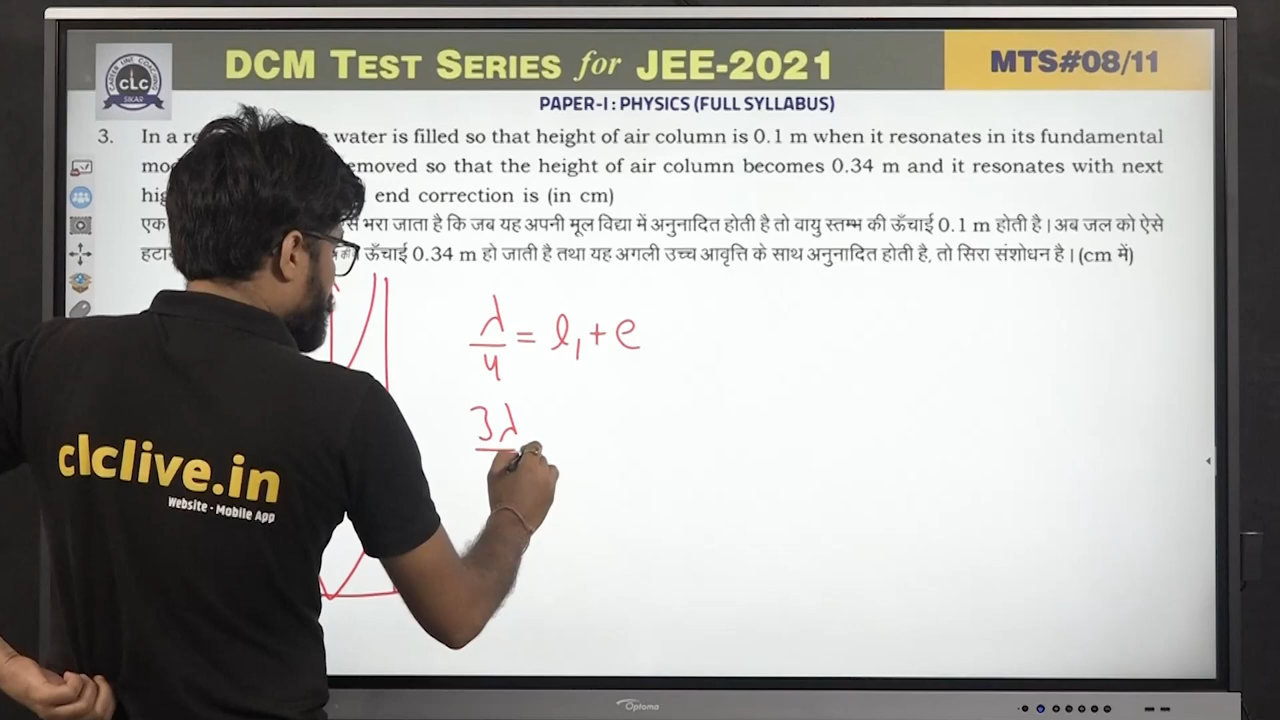 DCM TEST SERIES for JEE-2021
MTS#08/11
CLC
SIKAR
PAPER-I : PHYSICS (FULL SYLLABUS)
3. In a water is filled so that height of air column is 0.1 m when it resonates in its fundamental
emoved so that the height of air column becomes 0.34 m and it resonates with next
end correction is (in cm)
एक भरा जाता है कि जब यह अपनी मूल विद्या में अनुनादित होती है तो वायु स्तम्भ की ऊँचाई 0.1 m होती है। अब जल को ऐसे
ऊँचाई 0.34 m हो जाती है तथा यह अगली उच्च आवृत्ति के साथ अनुनादित होती है, तो सिरा संशोधन है। (cm में)
λ/4 = l₁ + e
3λ
clclive.in
Website • Mobile App
Optoma